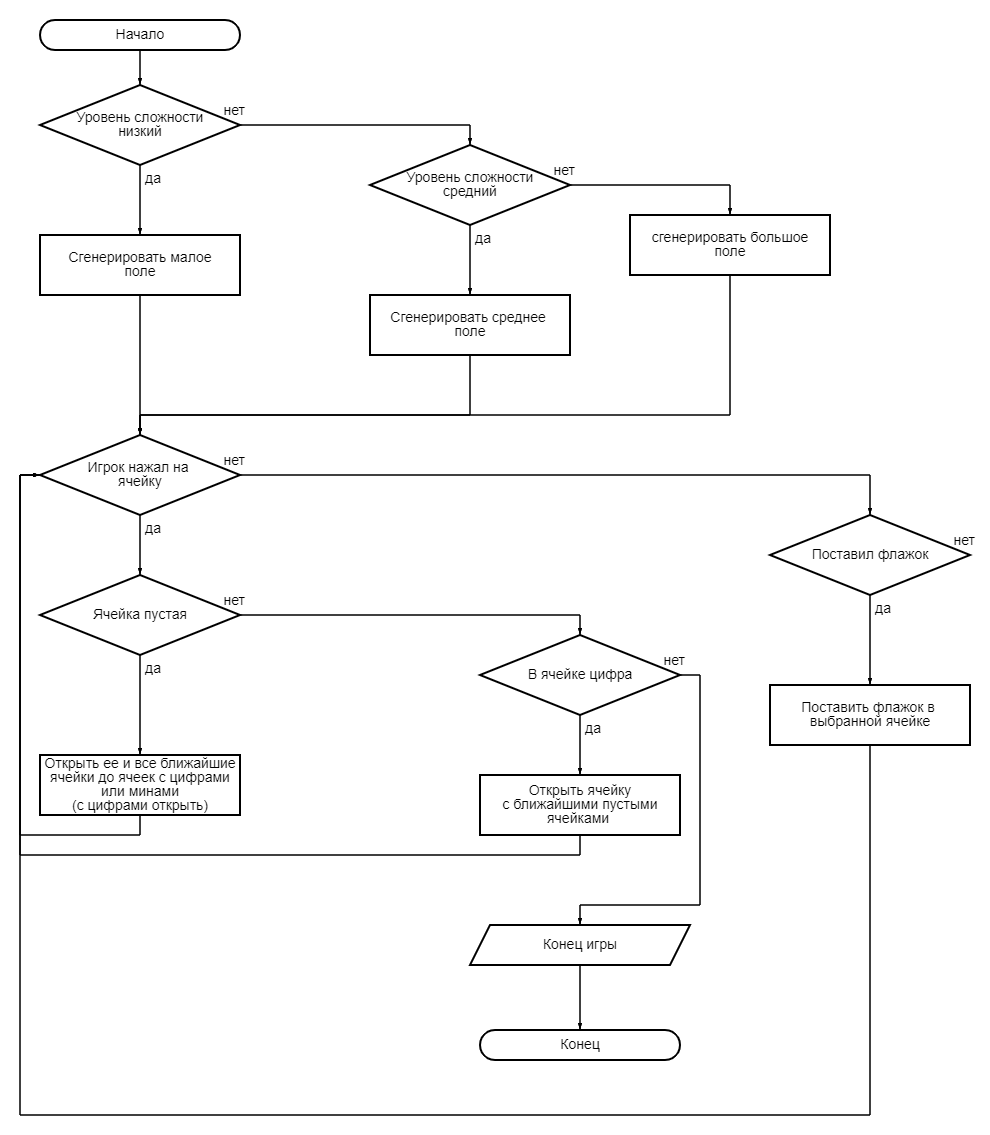 Начало
Уровень сложности
низкий
нет
да
Уровень сложности
средний
нет
да
сгенерировать большое
поле
Сгенерировать малое
поле
Сгенерировать среднее
поле
Игрок нажал на
ячейку
нет
да
Поставил флажок
нет
да
Ячейка пустая
нет
да
В ячейке цифра
нет
да
Поставить флажок в
выбранной ячейке
Открыть ее и все ближайшие
ячейки до ячеек с цифрами
или минами
(с цифрами открыть)
Открыть ячейку
с ближайшими пустыми
ячейками
Конец игры
Конец